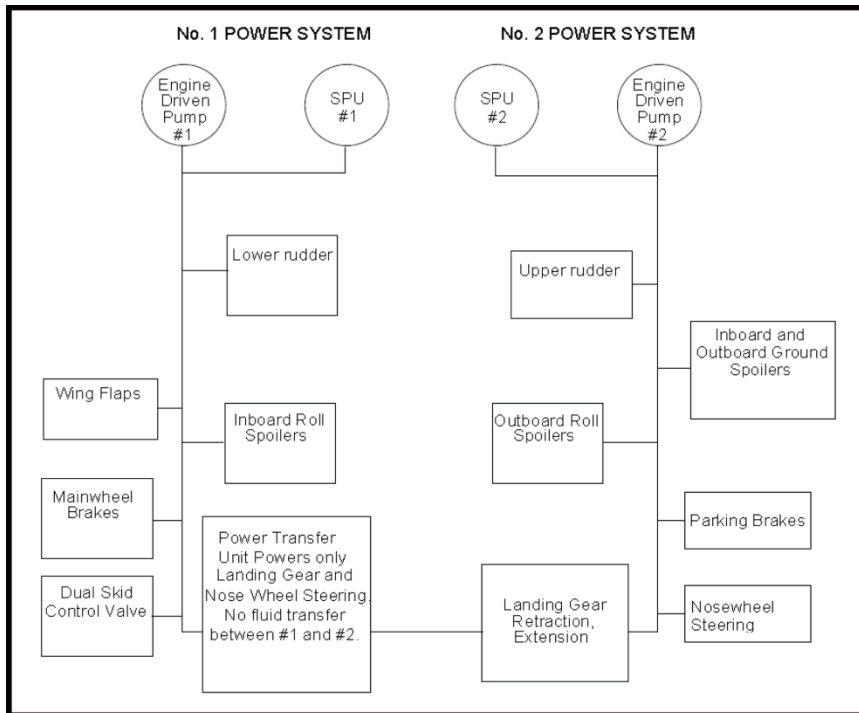 No. 1 POWER SYSTEM
No. 2 POWER SYSTEM
Engine
Driven
Pump
#1
SPU
#1
SPU
#2
Engine
Driven
Pump
#2
Lower rudder
Upper rudder
Inboard and
Outboard Ground
Spoilers
Wing Flaps
Inboard Roll
Spoilers
Outboard Roll
Spoilers
Mainwheel
Brakes
Power Transfer
Unit Powers only
Landing Gear and
Nose Wheel Steering.
No fluid transfer
between #1 and #2.
Parking Brakes
Dual Skid
Control Valve
Landing Gear
Retraction,
Extension
Nosewheel
Steering